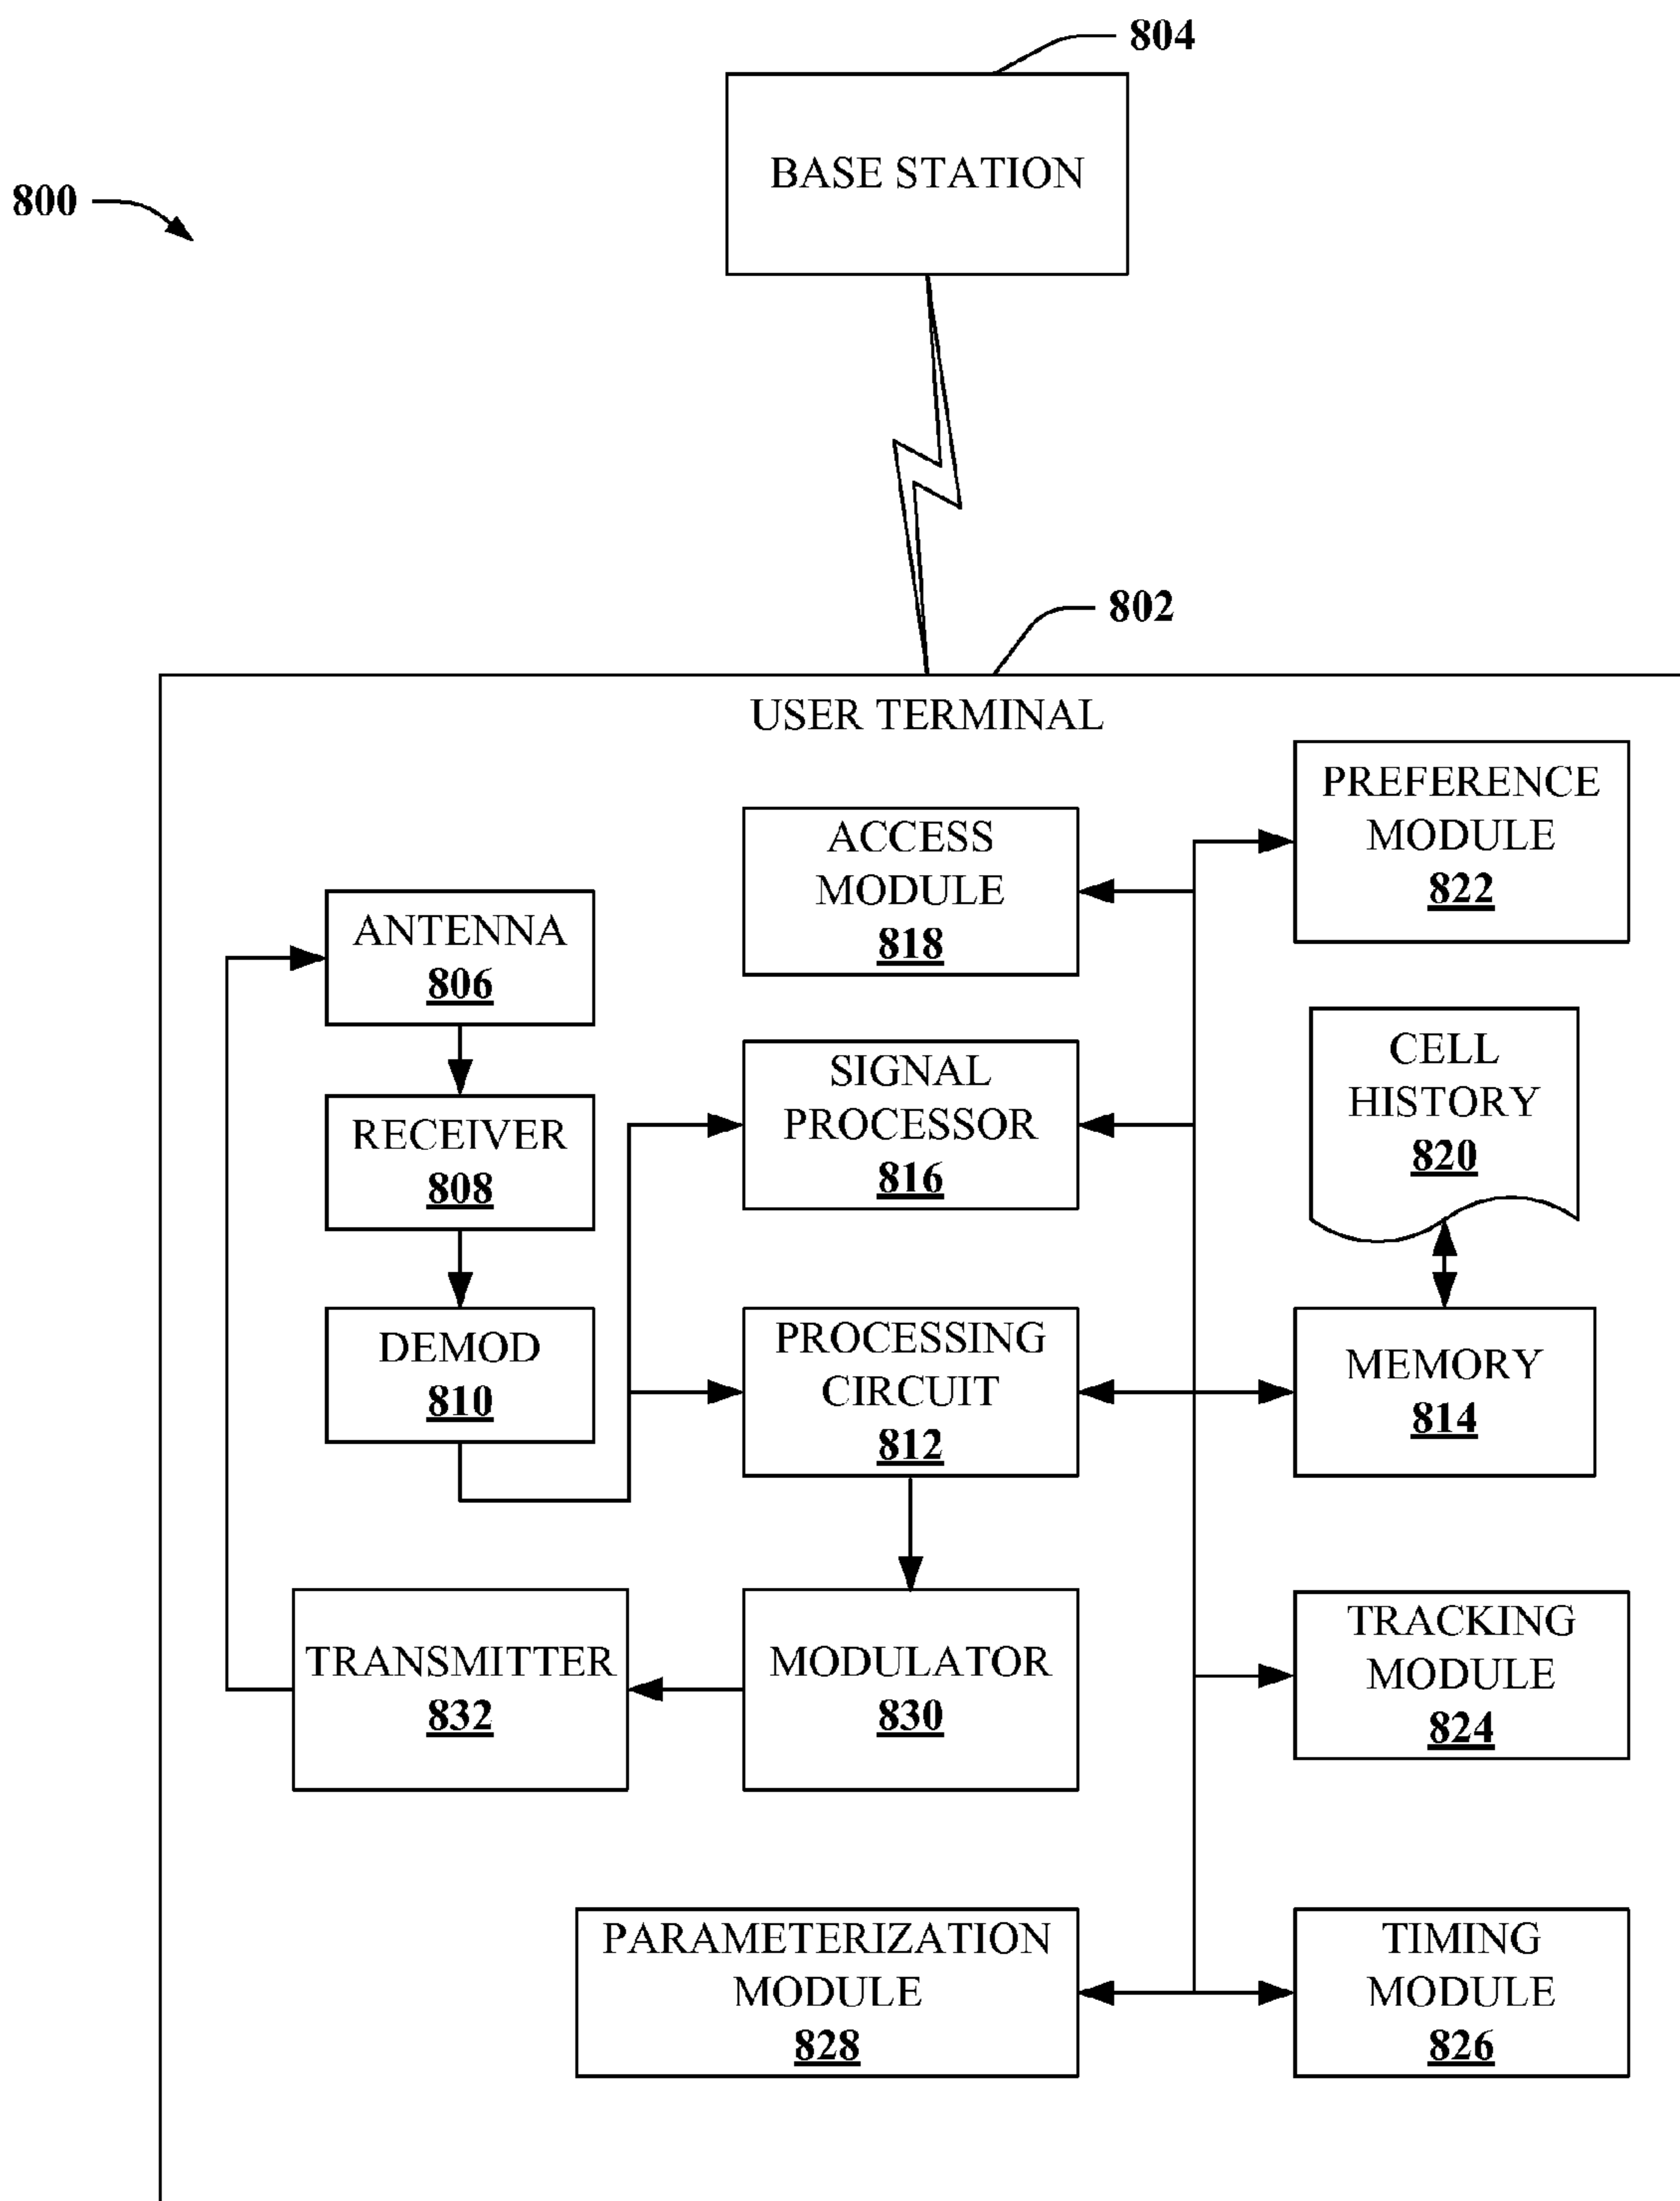 804
BASE STATION
800
802
USER TERMINAL
PREFERENCE
MODULE
822
ACCESS
MODULE
818
ANTENNA
806
CELL
HISTORY
820
SIGNAL
PROCESSOR
816
RECEIVER
808
DEMOD
810
PROCESSING
CIRCUIT
812
MEMORY
814
TRANSMITTER
832
MODULATOR
830
TRACKING
MODULE
824
PARAMETERIZATION
MODULE
828
TIMING
MODULE
826